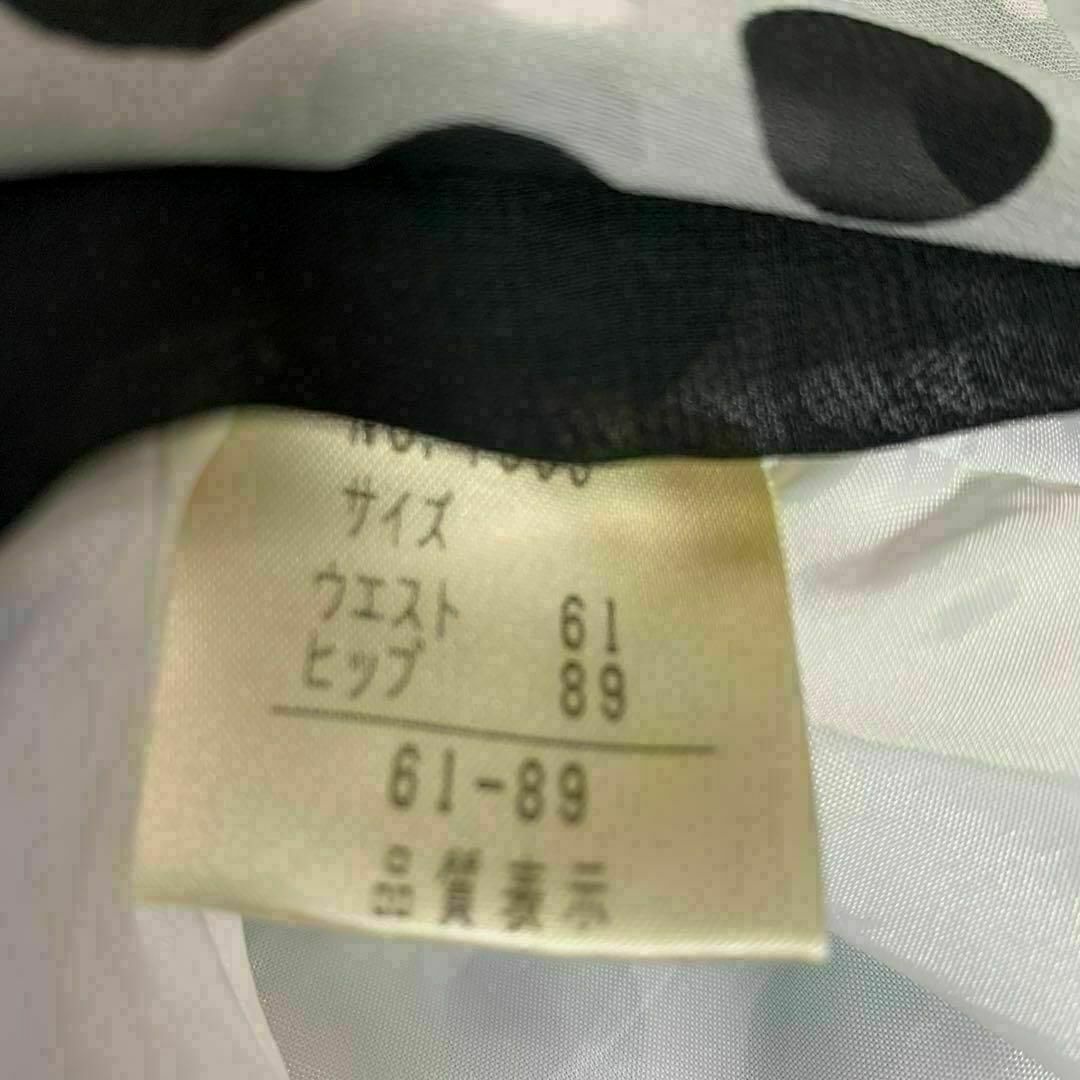 サイズ
ウエスト 61
ヒップ 89
61-89
品質表示